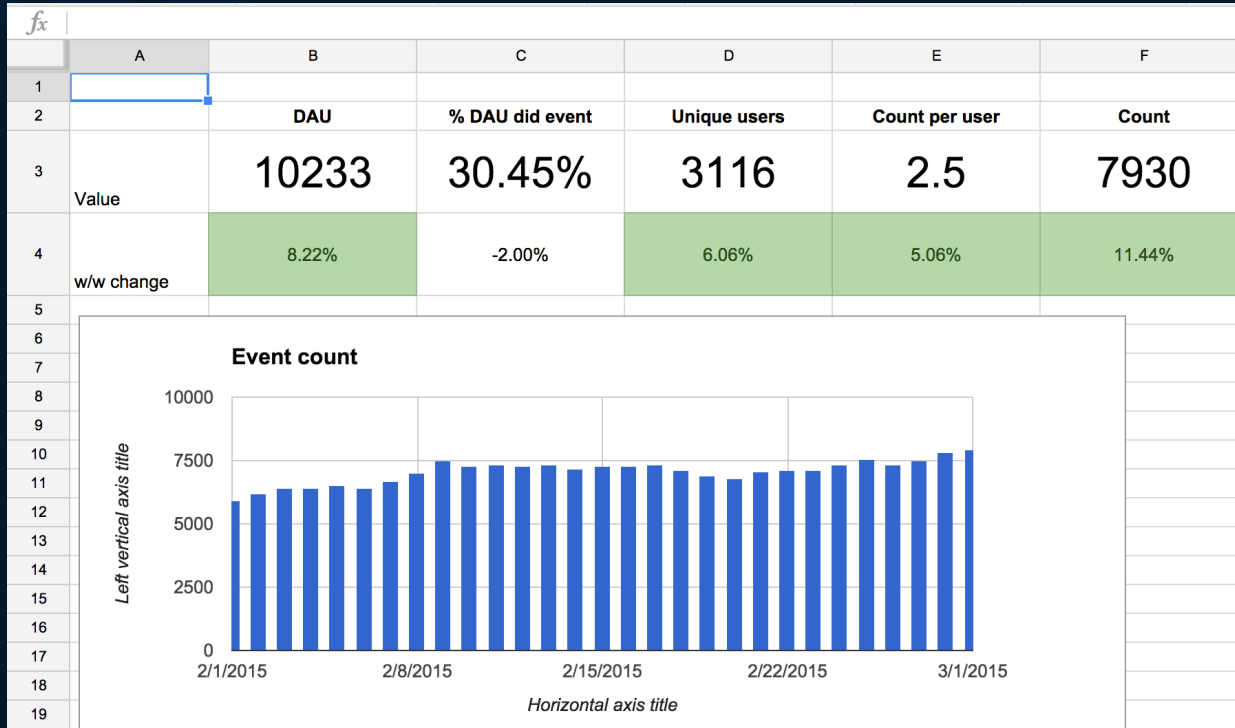 fx
A B C D E F
1
2 DAU % DAU did event Unique users Count per user Count
3 Value 10233 30.45% 3116 2.5 7930
4 w/w change 8.22% -2.00% 6.06% 5.06% 11.44%
5
6
7
8
9
10
11
12
13
14
15
16
17
18
19
Event count
10000
7500
5000
2500
0
Left vertical axis title
2/1/2015 2/8/2015 2/15/2015 2/22/2015 3/1/2015
Horizontal axis title